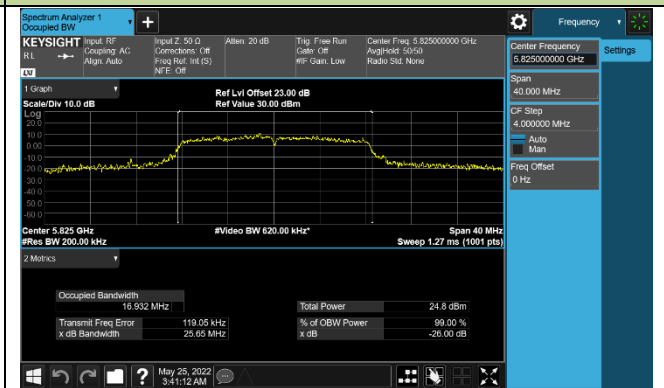 Spectrum Analyzer 1
Occupied BW
Frequency
KEYSIGHT
RL
LXI
Input: RF
Coupling: AC
Align: Auto
Input Z: 50 Ω
Corrections: Off
Freq Ref: Int (S)
NFE: Off
Atten: 20 dB
Trig: Free Run
Gate: Off
#IF Gain: Low
Center Freq: 5.825000000 GHz
Avg|Hold: 50/50
Radio Std: None
Center Frequency
5.825000000 GHz
Settings
Span
40.000 MHz
CF Step
4.000000 MHz
Auto
Man
Freq Offset
0 Hz
1 Graph
Scale/Div 10.0 dB
Ref Lvl Offset 23.00 dB
Ref Value 30.00 dBm
Log
20.0
10.0
0.00
-10.0
-20.0
-30.0
-40.0
-50.0
-60.0
Center 5.825 GHz
#Video BW 620.00 kHz*
Span 40 MHz
#Res BW 200.00 kHz
Sweep 1.27 ms (1001 pts)
2 Metrics
Occupied Bandwidth
16.932 MHz
Total Power
24.8 dBm
Transmit Freq Error
119.05 kHz
% of OBW Power
99.00 %
x dB Bandwidth
25.65 MHz
x dB
-26.00 dB
?
May 25, 2022
3:41:12 AM